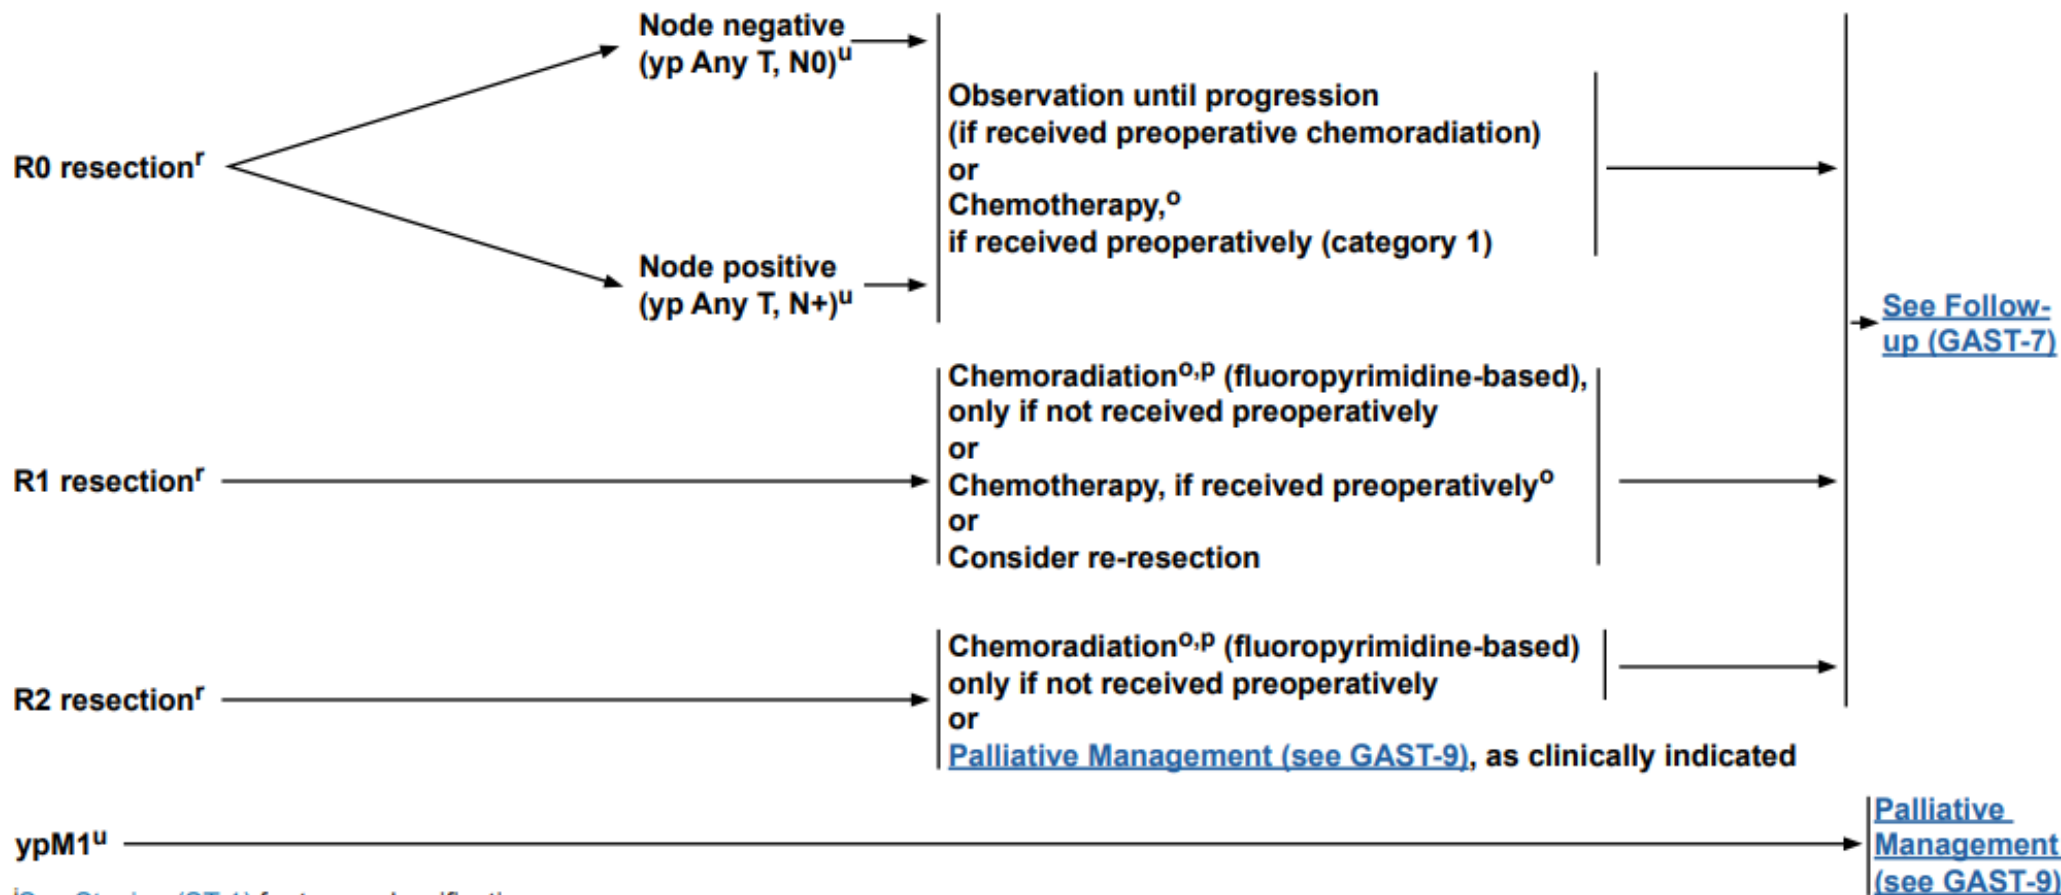 Node negative
(yp Any T, N0)ᵘ
R0 resectionʳ
Node positive
(yp Any T, N+)ᵘ
Observation until progression
(if received preoperative chemoradiation)
or
Chemotherapy,ᵒ
if received preoperatively (category 1)
See Follow-
up (GAST-7)
R1 resectionʳ
Chemoradiationᵒ,ᵖ (fluoropyrimidine-based),
only if not received preoperatively
or
Chemotherapy, if received preoperativelyᵒ
or
Consider re-resection
R2 resectionʳ
Chemoradiationᵒ,ᵖ (fluoropyrimidine-based)
only if not received preoperatively
or
Palliative Management (see GAST-9), as clinically indicated
ypM1ᵘ
Palliative
Management
(see GAST-9)